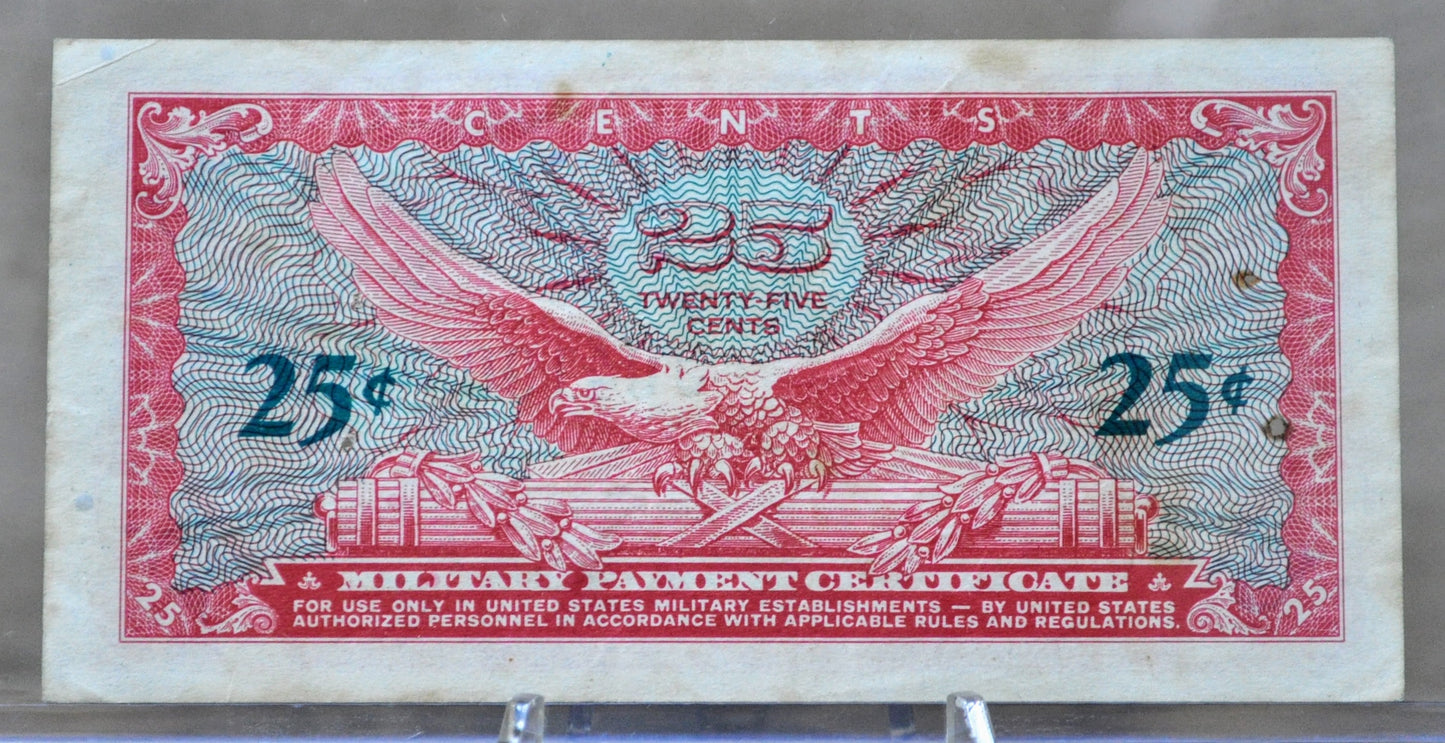 CENTS
25
TWENTY-FIVE
CENTS
25¢ 25¢
MILITARY PAYMENT CERTIFICATE
25 FOR USE ONLY IN UNITED STATES MILITARY ESTABLISHMENTS — BY UNITED STATES 25
AUTHORIZED PERSONNEL IN ACCORDANCE WITH APPLICABLE RULES AND REGULATIONS.